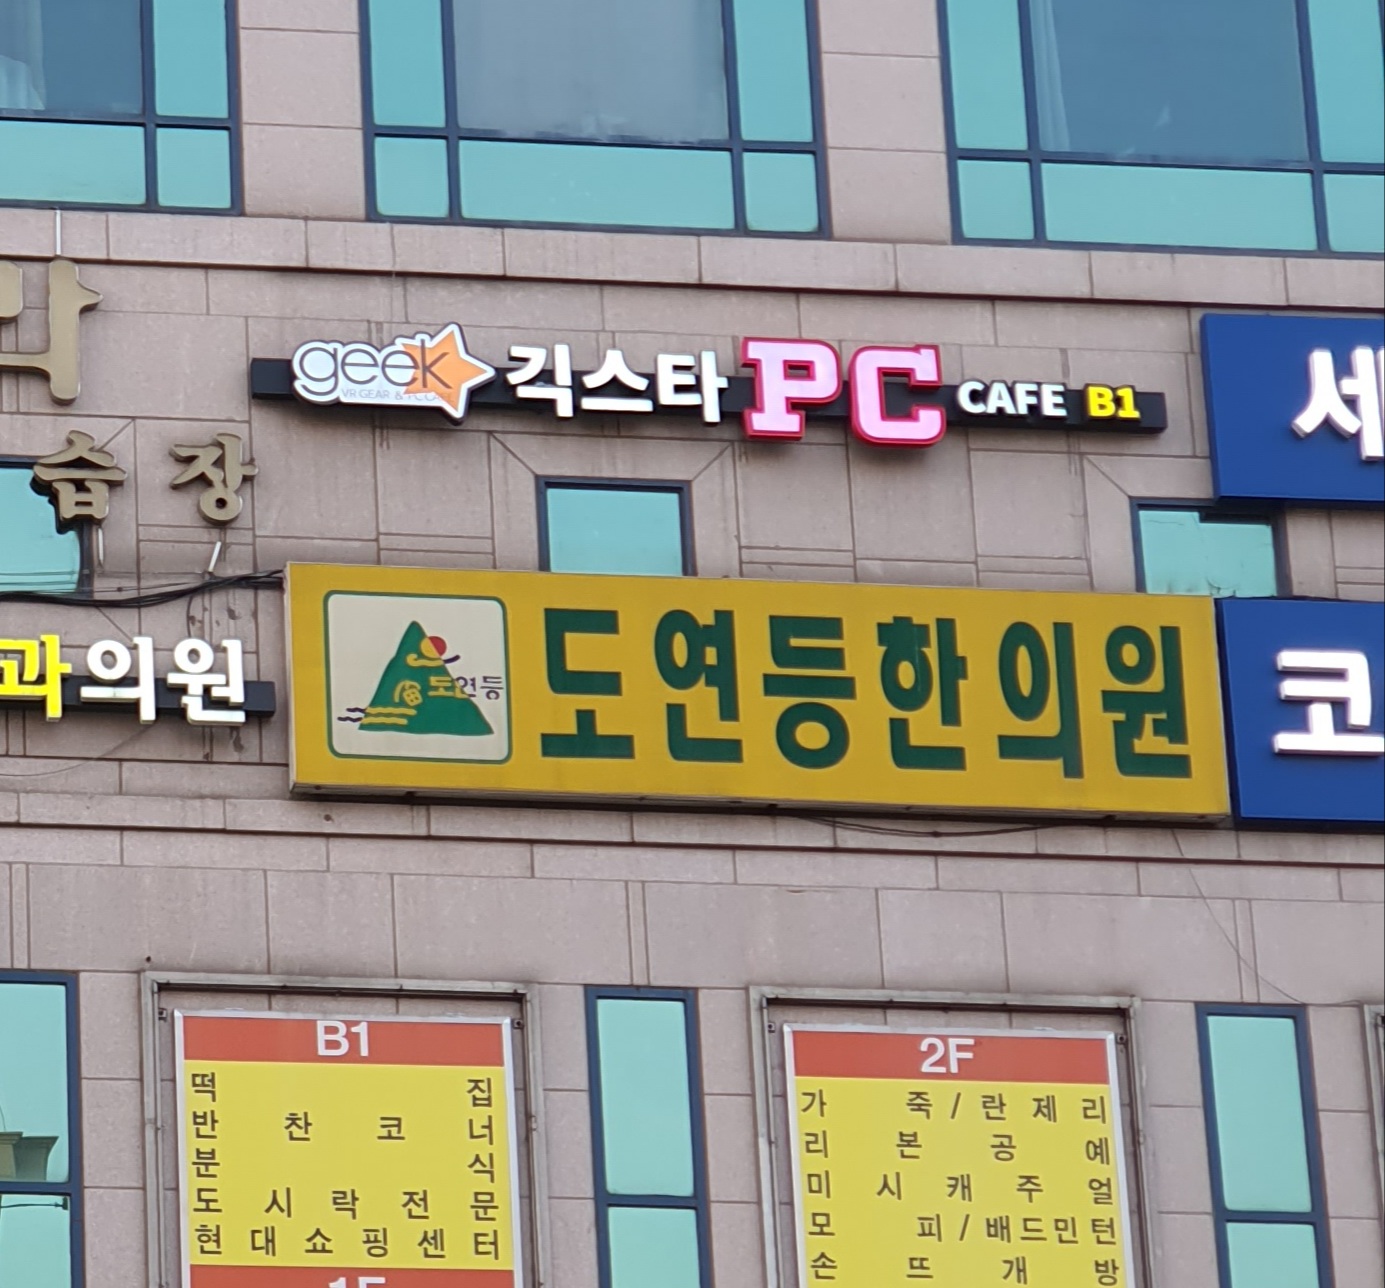 geek 긱스타 PC CAFE B1
VR GEAR & PC
세
습장
과의원
도연등
도연등한의원
코
B1
떡집
반찬코너
분식
도시락전문
현대쇼핑센터
1F
2F
가죽/란제리
리본공예
미시캐주얼
모피/배드민턴
손뜨개방